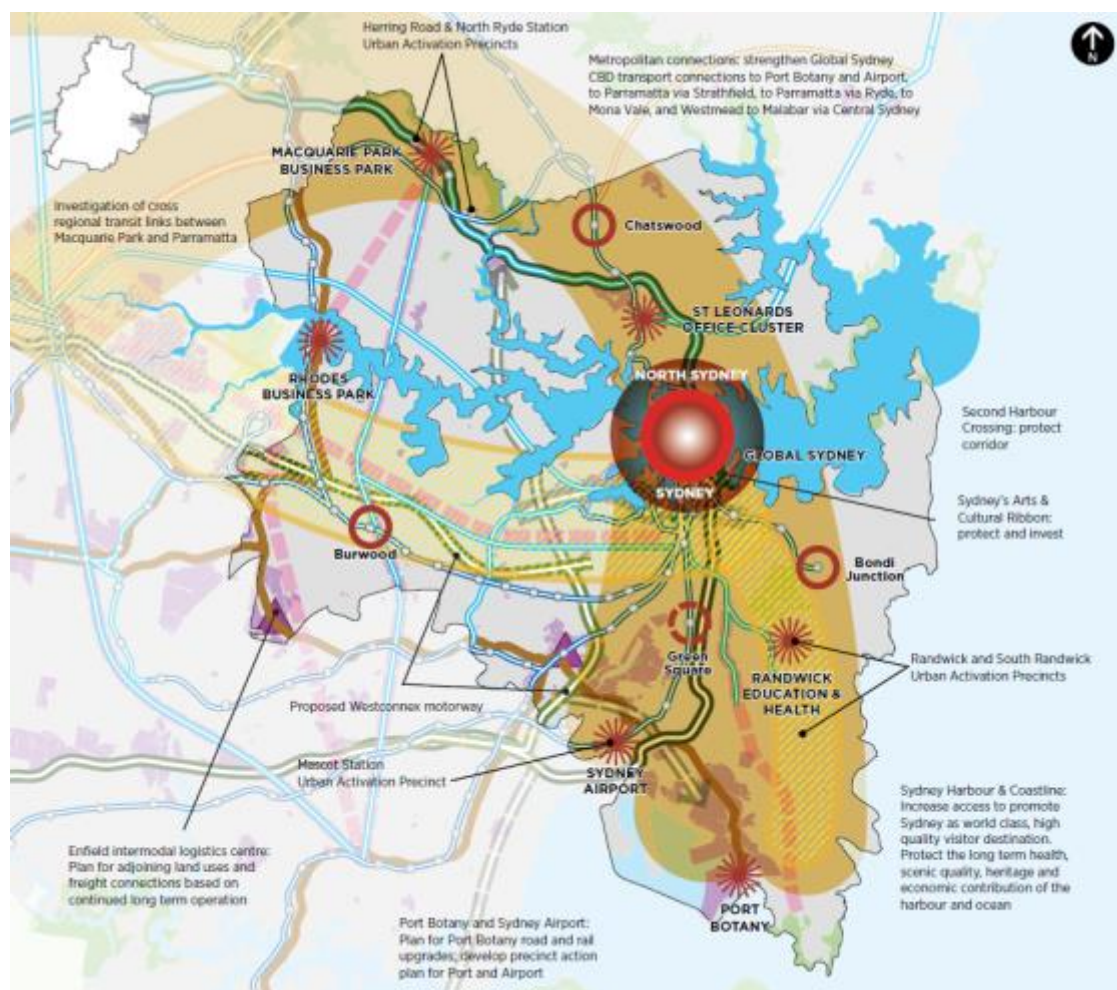 Herring Road & North Ryde Station
Urban Activation Precincts
N
Metropolitan connections: strengthen Global Sydney
CBD transport connections to Port Botany and Airport,
to Parramatta via Strathfield, to Parramatta via Ryde, to
Mona Vale, and Westmead to Malabar via Central Sydney
MACQUARIE PARK
BUSINESS PARK
Investigation of cross
regional transit links between
Macquarie Park and Parramatta
Chatswood
ST LEONARDS
OFFICE CLUSTER
RHODES
BUSINESS PARK
NORTH SYDNEY
GLOBAL SYDNEY
SYDNEY
Second Harbour
Crossing: protect
corridor
Sydney's Arts &
Cultural Ribbon:
protect and invest
Burwood
Bondi
Junction
Green
Square
RANDWICK
EDUCATION &
HEALTH
Randwick and South Randwick
Urban Activation Precincts
Proposed Westconnex motorway
Mascot Station
Urban Activation Precinct
SYDNEY
AIRPORT
Sydney Harbour & Coastline:
Increase access to promote
Sydney as world class, high
quality visitor destination.
Protect the long term health,
scenic quality, heritage and
economic contribution of the
harbour and ocean
Enfield intermodal logistics centre:
Plan for adjoining land uses and
freight connections based on
continued long term operation
PORT
BOTANY
Port Botany and Sydney Airport:
Plan for Port Botany road and rail
upgrades; develop precinct action
plan for Port and Airport